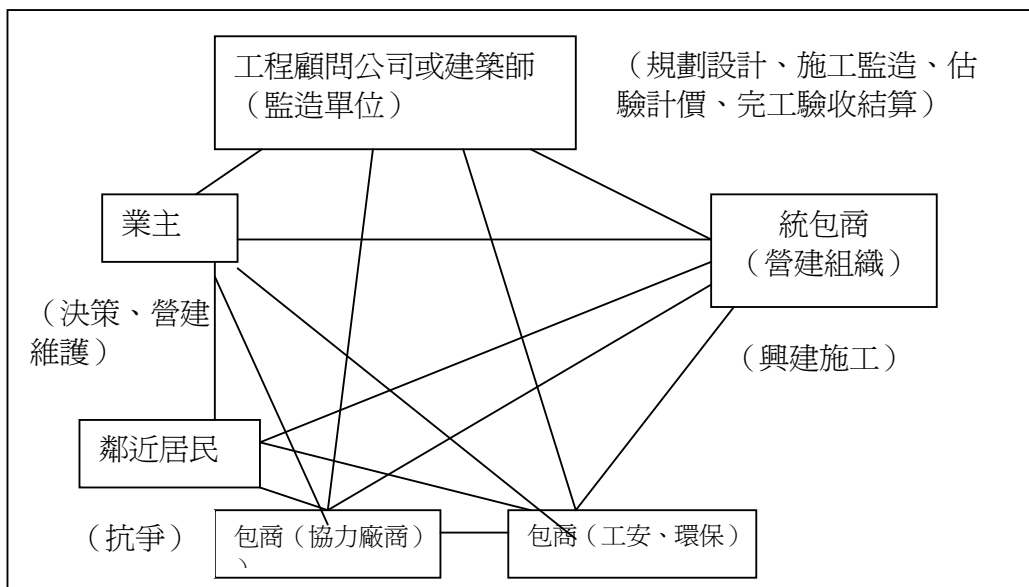 工程顧問公司或建築師
（監造單位）
（規劃設計、施工監造、估
驗計價、完工驗收結算）
業主
統包商
（營建組織）
（決策、營建
維護）
（興建施工）
鄰近居民
（抗爭）
包商（協力廠商）
）
包商（工安、環保）